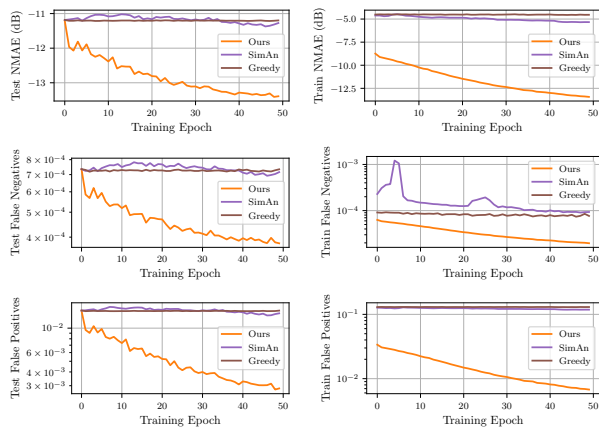 Test NMAE (dB)
−11
−12
−13
0
10
20
30
40
50
Training Epoch
Ours
SimAn
Greedy
Train NMAE (dB)
−5.0
−7.5
−10.0
−12.5
0
10
20
30
40
50
Training Epoch
Ours
SimAn
Greedy
Test False Negatives
8 × 10⁻⁴
7 × 10⁻⁴
6 × 10⁻⁴
5 × 10⁻⁴
4 × 10⁻⁴
0
10
20
30
40
50
Training Epoch
Ours
SimAn
Greedy
Train False Negatives
10⁻³
10⁻⁴
0
10
20
30
40
50
Training Epoch
Ours
SimAn
Greedy
Test False Positives
10⁻²
6 × 10⁻³
4 × 10⁻³
3 × 10⁻³
0
10
20
30
40
50
Training Epoch
Ours
SimAn
Greedy
Train False Positives
10⁻¹
10⁻²
0
10
20
30
40
50
Training Epoch
Ours
SimAn
Greedy